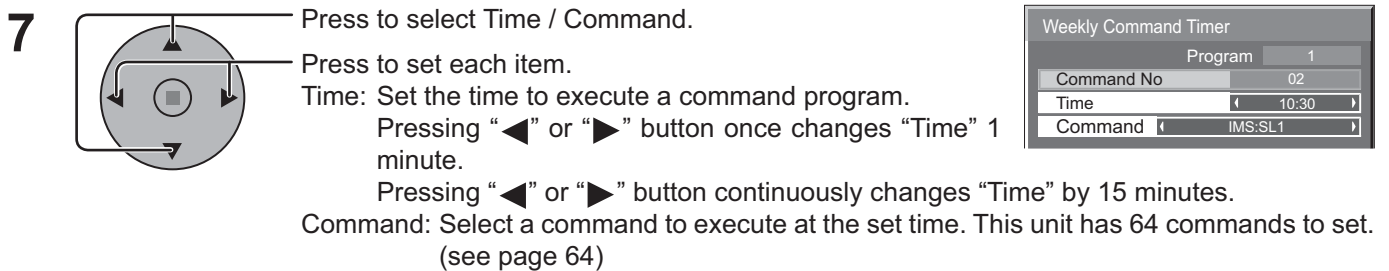 7
Press to select Time / Command.
Press to set each item.
Time: Set the time to execute a command program.
Pressing “◀” or “▶” button once changes “Time” 1
minute.
Pressing “◀” or “▶” button continuously changes “Time” by 15 minutes.
Command: Select a command to execute at the set time. This unit has 64 commands to set.
(see page 64)
Weekly Command Timer
Program 1
Command No 02
Time 10:30
Command IMS:SL1